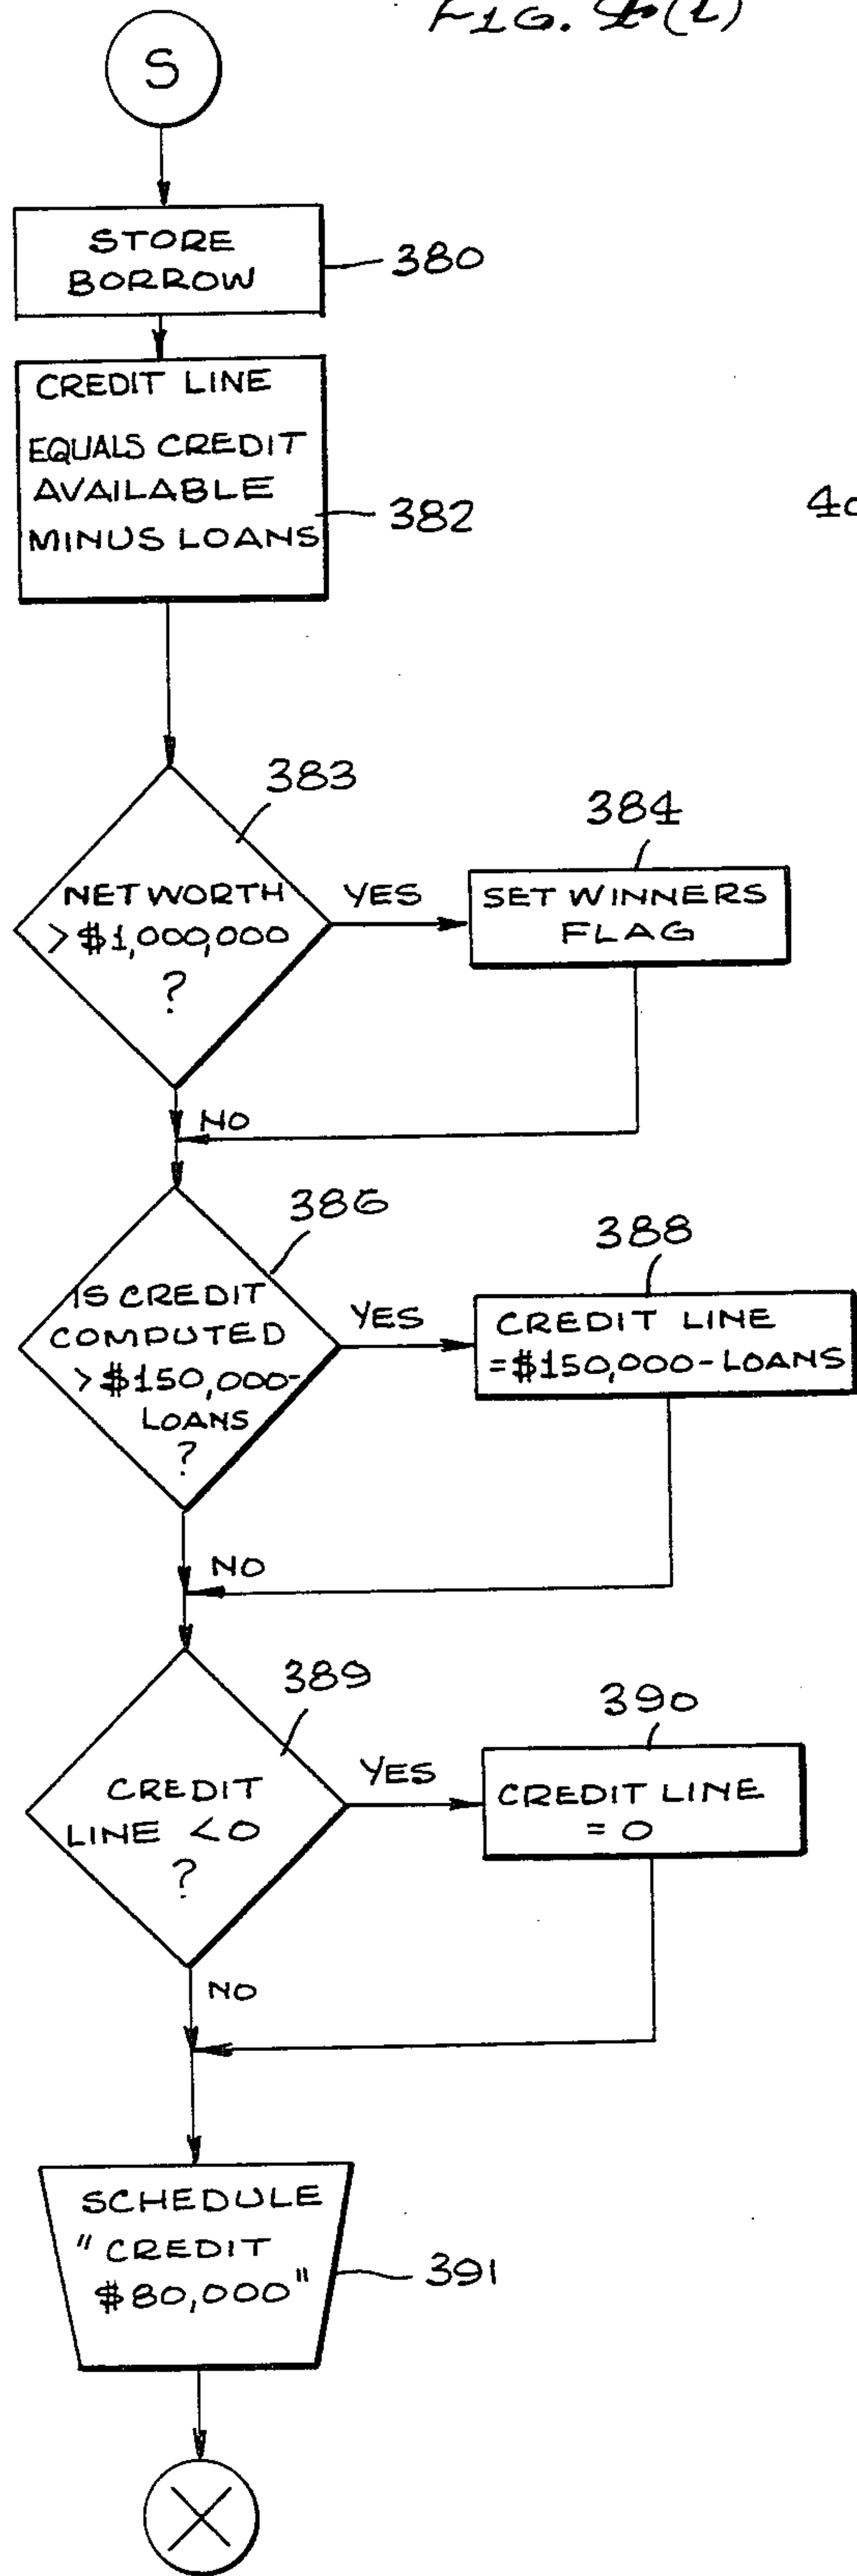 FIG.
S
STORE
BORROW
380
CREDIT LINE
EQUALS CREDIT
AVAILABLE
MINUS LOANS
382
383
NET WORTH
> $1,000,000
?
YES
384
SET WINNERS
FLAG
NO
386
IS CREDIT
COMPUTED
> $150,000-
LOANS
?
YES
388
CREDIT LINE
= $150,000-LOANS
NO
389
CREDIT
LINE < 0
?
YES
390
CREDIT LINE
= 0
NO
SCHEDULE
"CREDIT
$80,000"
391
X